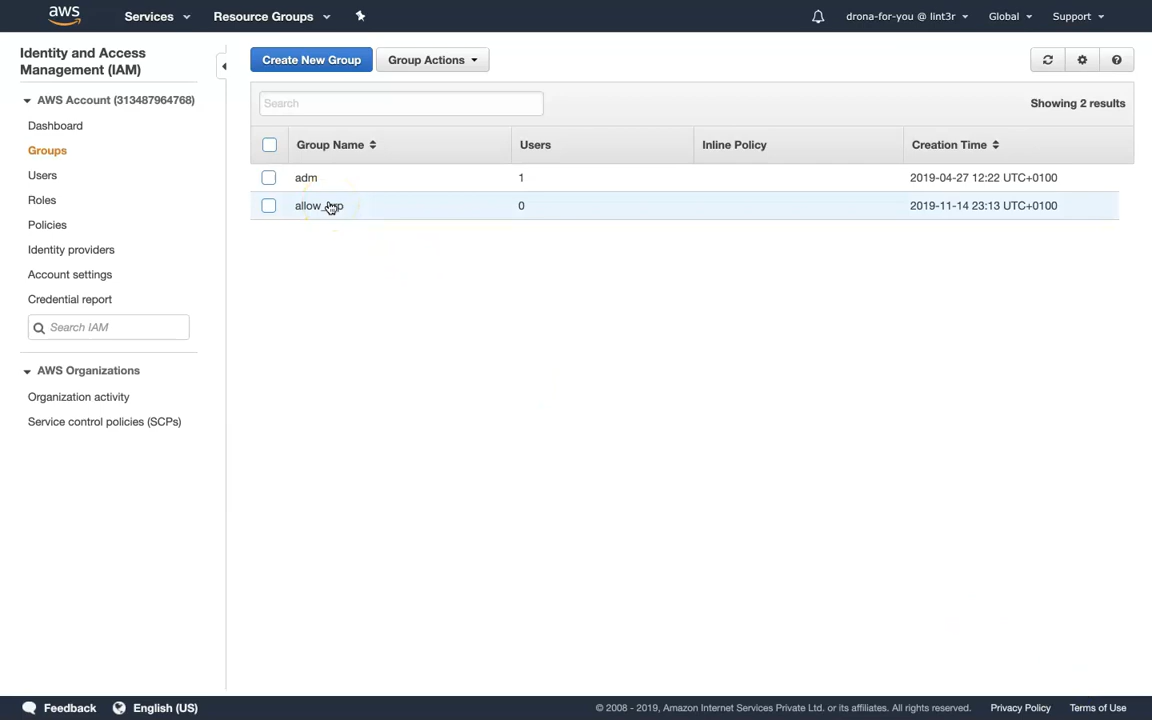 aws
Services
Resource Groups
drona-for-you @ lint3r
Global
Support
Identity and Access
Management (IAM)
AWS Account (313487964768)
Dashboard
Groups
Users
Roles
Policies
Identity providers
Account settings
Credential report
Search IAM
AWS Organizations
Organization activity
Service control policies (SCPs)
Create New Group
Group Actions
Search
Showing 2 results
Group Name Users Inline Policy Creation Time
adm 1 2019-04-27 12:22 UTC+0100
0 2019-11-14 23:13 UTC+0100
Feedback
English (US)
© 2008 - 2019, Amazon Internet Services Private Ltd. or its affiliates. All rights reserved.
Privacy Policy
Terms of Use